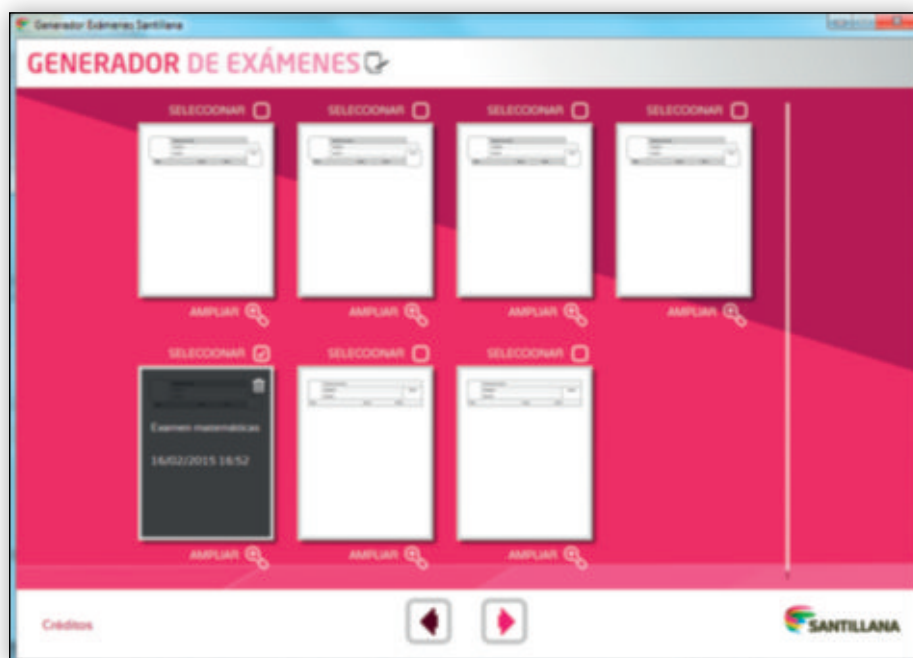 Generador Exámenes Santillana
GENERADOR DE EXÁMENES
SELECCIONAR SELECCIONAR SELECCIONAR SELECCIONAR
AMPLIAR AMPLIAR AMPLIAR AMPLIAR
SELECCIONAR SELECCIONAR SELECCIONAR
Examen matemáticas
16/02/2015 16:52
AMPLIAR AMPLIAR AMPLIAR
Créditos
SANTILLANA